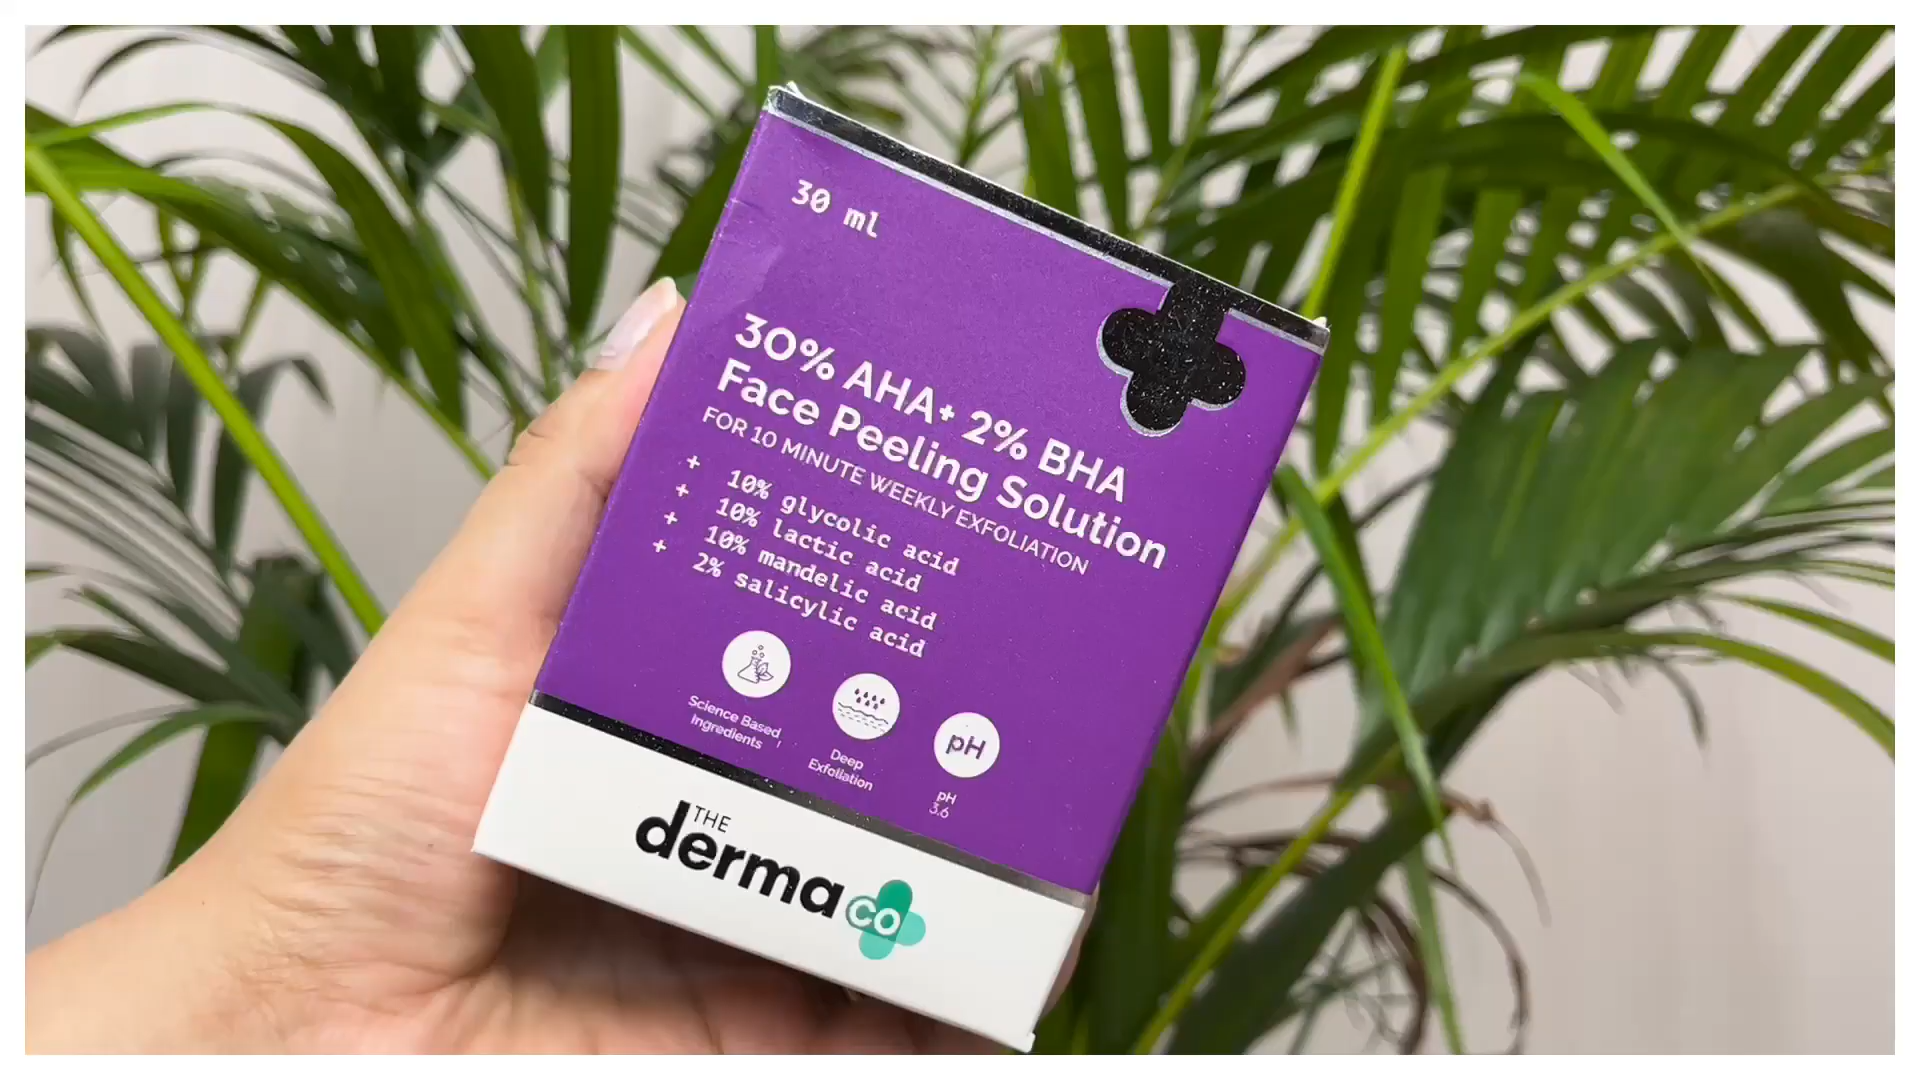 30 ml
30% AHA+ 2% BHA
Face Peeling Solution
FOR 10 MINUTE WEEKLY EXFOLIATION
+ 10% glycolic acid
+ 10% lactic acid
+ 10% mandelic acid
+ 2% salicylic acid
Science Based
Ingredients
Deep
Exfoliation
pH
pH
3.6
THE
derma co